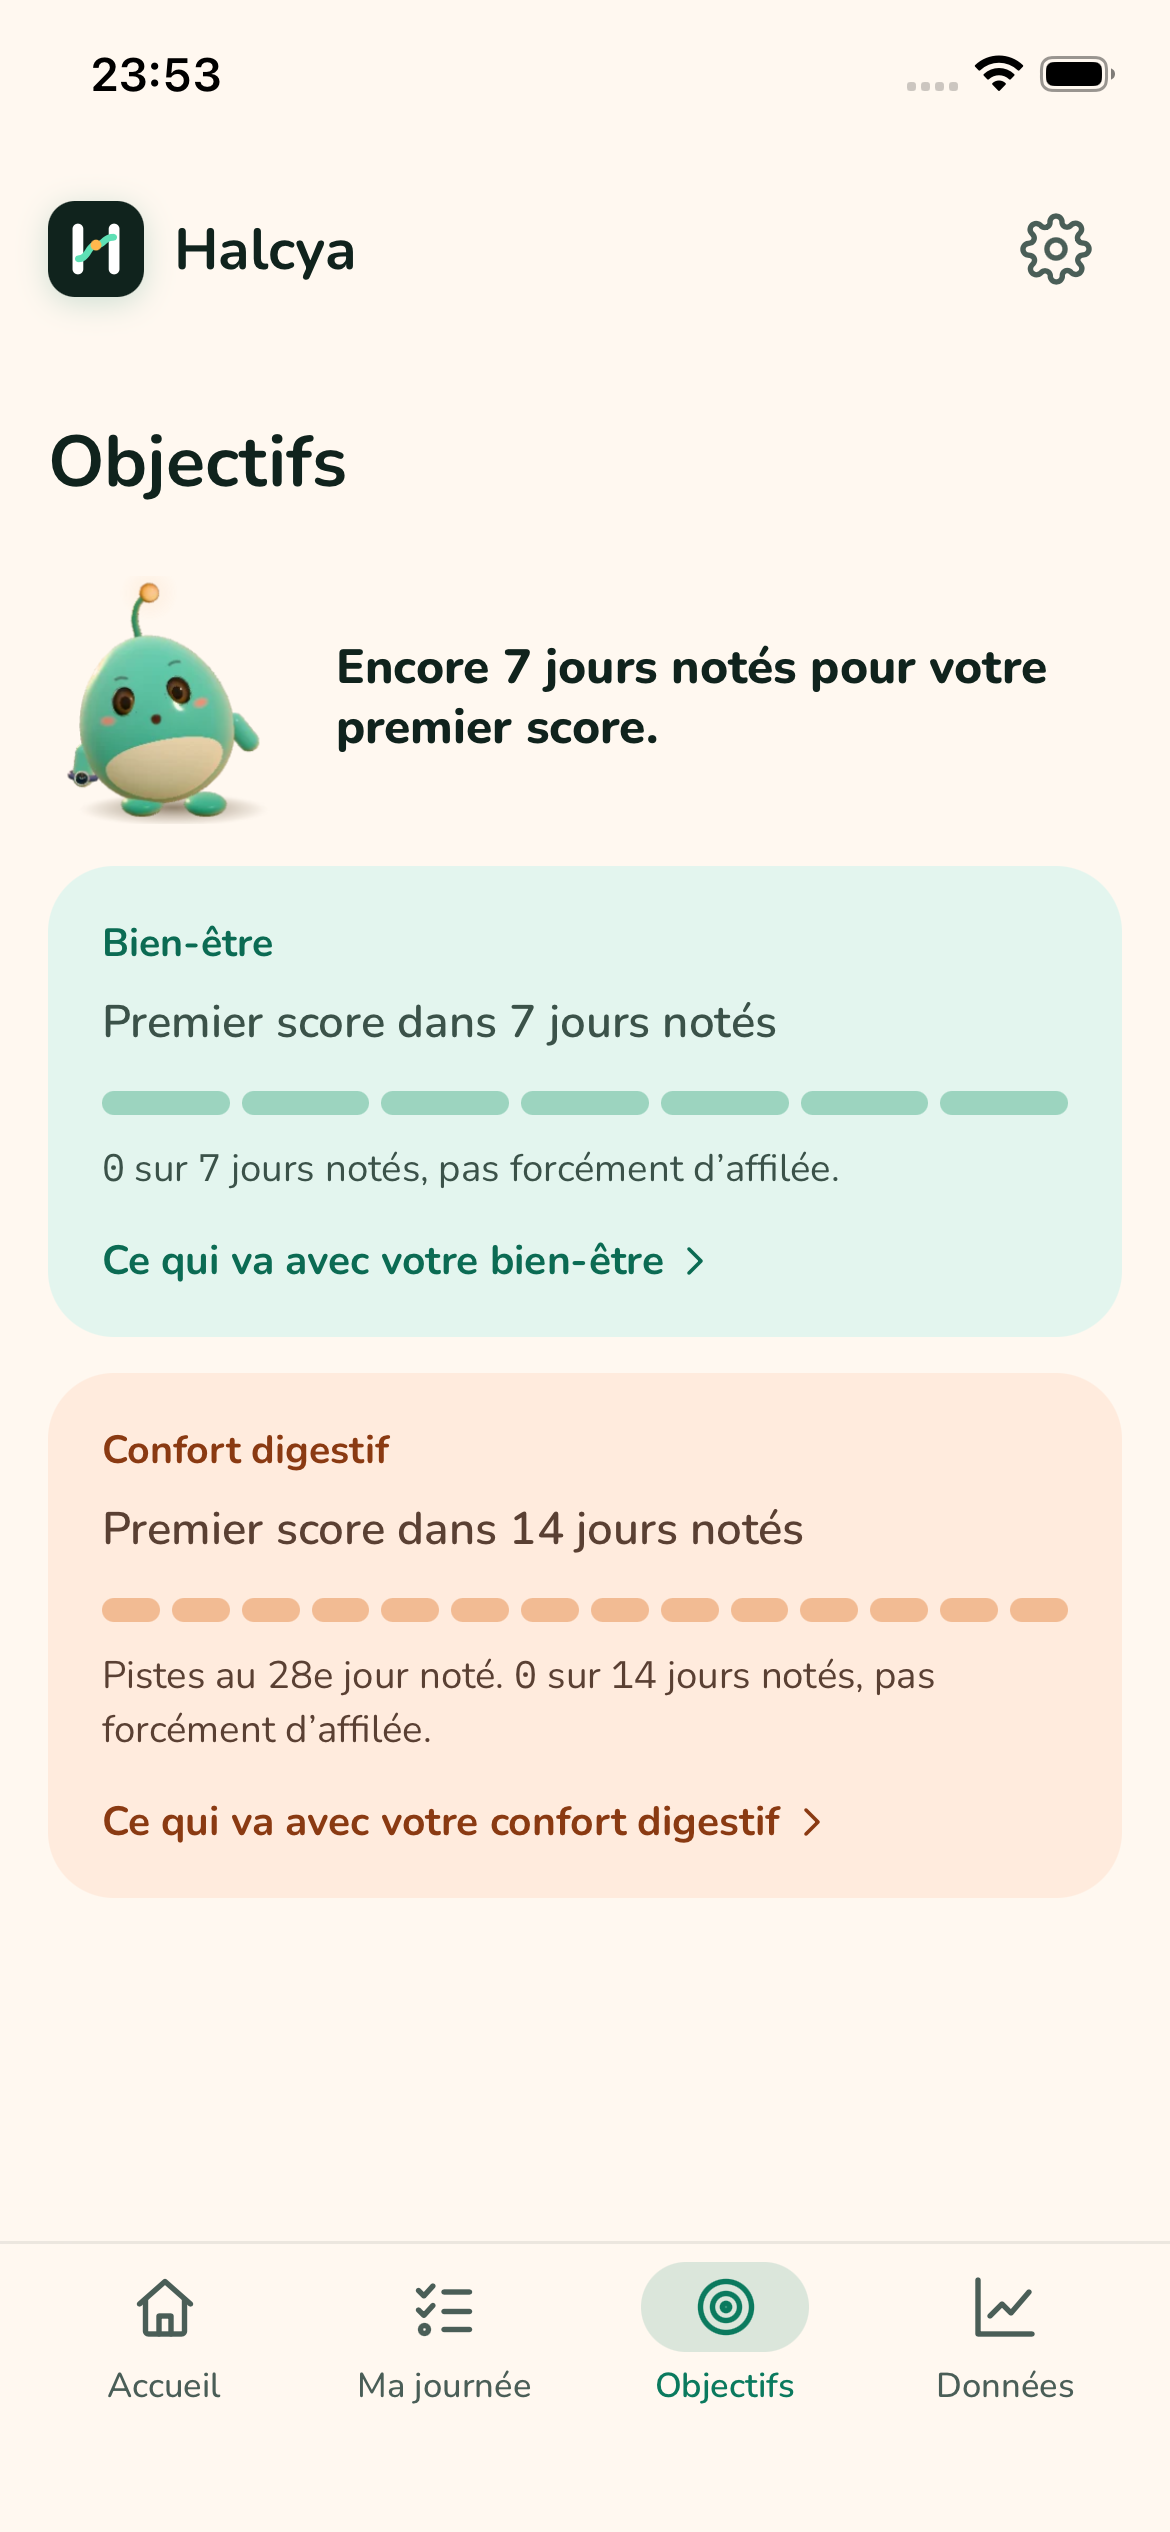 23:53
Halcya
Objectifs
Encore 7 jours notés pour votre
premier score.
Bien-être
Premier score dans 7 jours notés
0 sur 7 jours notés, pas forcément d’affilée.
Ce qui va avec votre bien-être
Confort digestif
Premier score dans 14 jours notés
Pistes au 28e jour noté. 0 sur 14 jours notés, pas
forcément d’affilée.
Ce qui va avec votre confort digestif
Accueil
Ma journée
Objectifs
Données